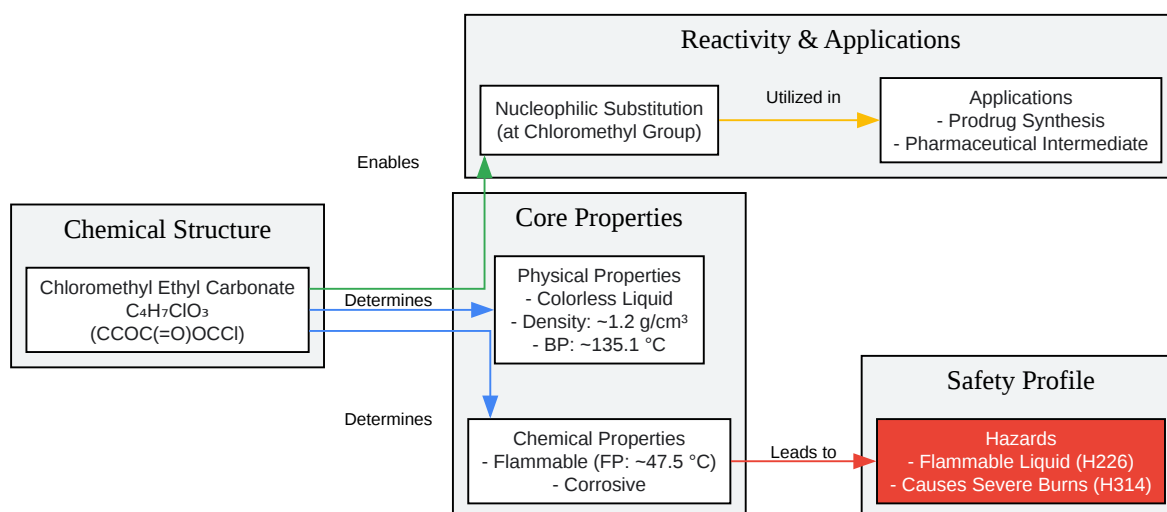 Reactivity & Applications
Nucleophilic Substitution
(at Chloromethyl Group)
Utilized in
Applications
- Prodrug Synthesis
- Pharmaceutical Intermediate
Enables
Chemical Structure
Chloromethyl Ethyl Carbonate
C₄H₇ClO₃
(CCOC(=O)OCCl)
Determines
Determines
Core Properties
Physical Properties
- Colorless Liquid
- Density: ~1.2 g/cm³
- BP: ~135.1 °C
Chemical Properties
- Flammable (FP: ~47.5 °C)
- Corrosive
Leads to
Safety Profile
Hazards
- Flammable Liquid (H226)
- Causes Severe Burns (H314)